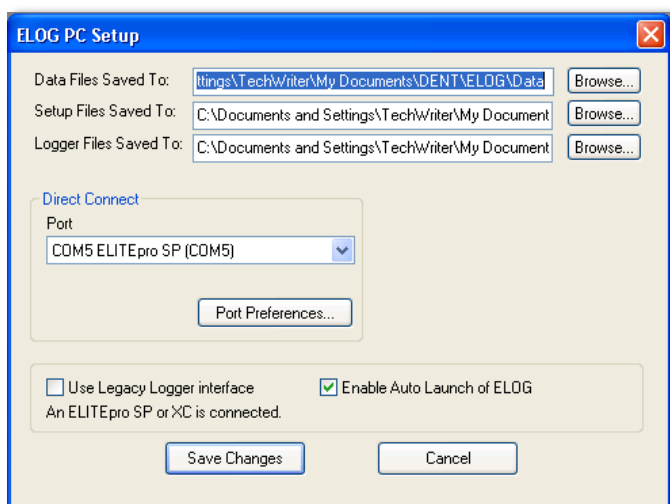 ELOG PC Setup
Data Files Saved To: ttings\TechWriter\My Documents\DENT\ELOG\Data Browse...
Setup Files Saved To: C:\Documents and Settings\TechWriter\My Document Browse...
Logger Files Saved To: C:\Documents and Settings\TechWriter\My Document Browse...
Direct Connect
Port
COM5 ELITEpro SP (COM5)
Port Preferences...
Use Legacy Logger interface Enable Auto Launch of ELOG
An ELITEpro SP or XC is connected.
Save Changes Cancel